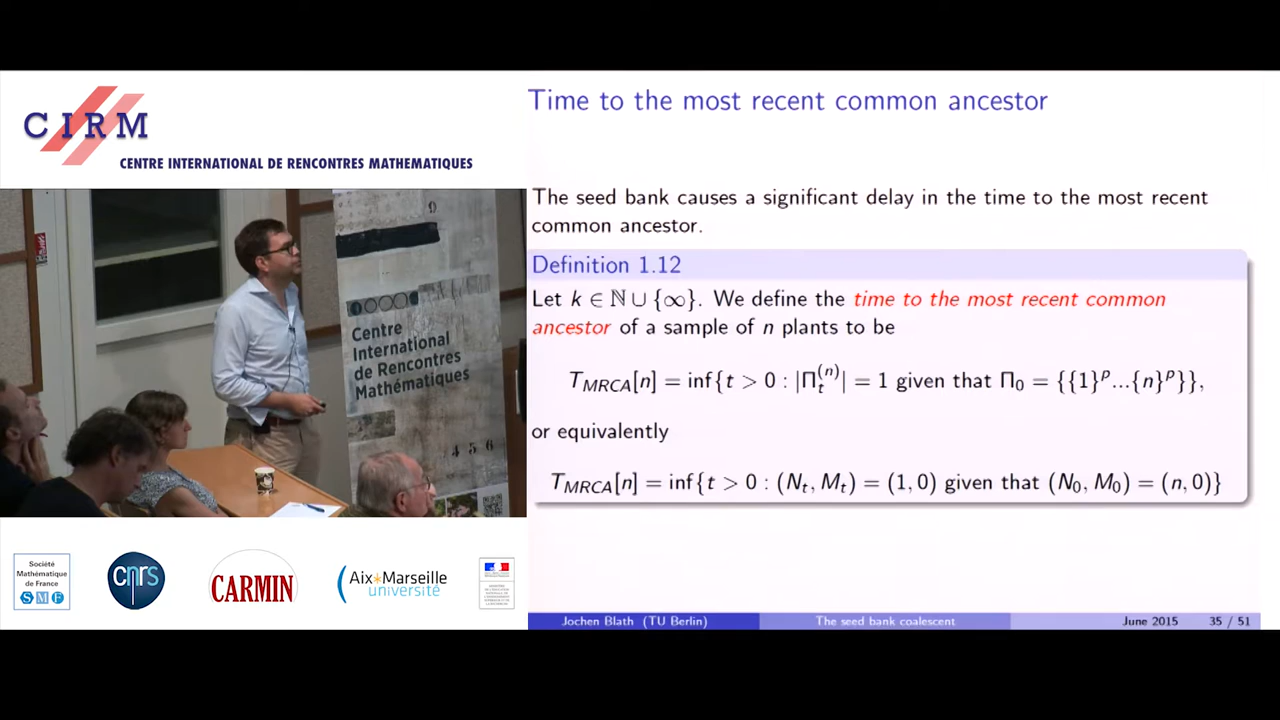 CIRM
CENTRE INTERNATIONAL DE RENCONTRES MATHEMATIQUES
Centre
International
de Rencontres
Mathématiques
9
4 5 6
Société
Mathématique
de France
SMF
cnrs
CARMIN
Aix*Marseille
université
Time to the most recent common ancestor
The seed bank causes a significant delay in the time to the most recent
common ancestor.
Definition 1.12
Let k ∈ ℕ ∪ {∞}. We define the time to the most recent common
ancestor of a sample of n plants to be
T_MRCA[n] = inf{t > 0 : |Π_t^(n)| = 1 given that Π_0 = {{1}^p...{n}^p}},
or equivalently
T_MRCA[n] = inf{t > 0 : (N_t, M_t) = (1, 0) given that (N_0, M_0) = (n, 0)}
Jochen Blath (TU Berlin)
The seed bank coalescent
June 2015
35 / 51